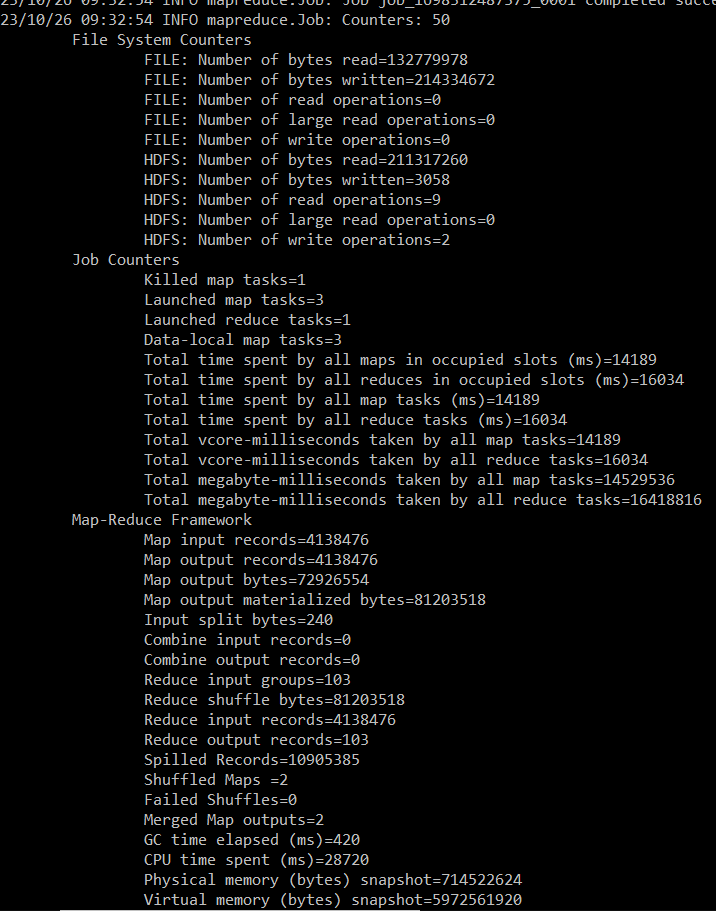 23/10/26 09:32:54 INFO mapreduce.Job: Job job_1698312487375_0001 completed succe
23/10/26 09:32:54 INFO mapreduce.Job: Counters: 50
File System Counters
FILE: Number of bytes read=132779978
FILE: Number of bytes written=214334672
FILE: Number of read operations=0
FILE: Number of large read operations=0
FILE: Number of write operations=0
HDFS: Number of bytes read=211317260
HDFS: Number of bytes written=3058
HDFS: Number of read operations=9
HDFS: Number of large read operations=0
HDFS: Number of write operations=2
Job Counters
Killed map tasks=1
Launched map tasks=3
Launched reduce tasks=1
Data-local map tasks=3
Total time spent by all maps in occupied slots (ms)=14189
Total time spent by all reduces in occupied slots (ms)=16034
Total time spent by all map tasks (ms)=14189
Total time spent by all reduce tasks (ms)=16034
Total vcore-milliseconds taken by all map tasks=14189
Total vcore-milliseconds taken by all reduce tasks=16034
Total megabyte-milliseconds taken by all map tasks=14529536
Total megabyte-milliseconds taken by all reduce tasks=16418816
Map-Reduce Framework
Map input records=4138476
Map output records=4138476
Map output bytes=72926554
Map output materialized bytes=81203518
Input split bytes=240
Combine input records=0
Combine output records=0
Reduce input groups=103
Reduce shuffle bytes=81203518
Reduce input records=4138476
Reduce output records=103
Spilled Records=10905385
Shuffled Maps =2
Failed Shuffles=0
Merged Map outputs=2
GC time elapsed (ms)=420
CPU time spent (ms)=28720
Physical memory (bytes) snapshot=714522624
Virtual memory (bytes) snapshot=5972561920